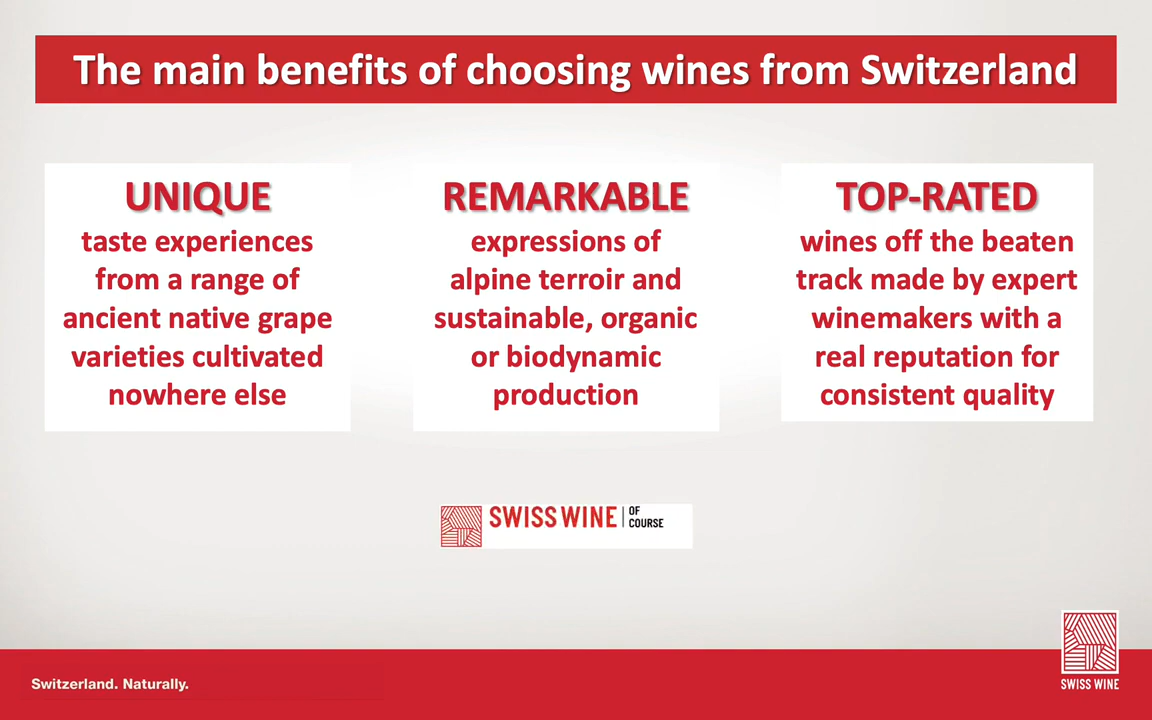 The main benefits of choosing wines from Switzerland
UNIQUE
taste experiences
from a range of
ancient native grape
varieties cultivated
nowhere else
REMARKABLE
expressions of
alpine terroir and
sustainable, organic
or biodynamic
production
TOP-RATED
wines off the beaten
track made by expert
winemakers with a
real reputation for
consistent quality
SWISS WINE | OF
COURSE
Switzerland. Naturally.
SWISS WINE